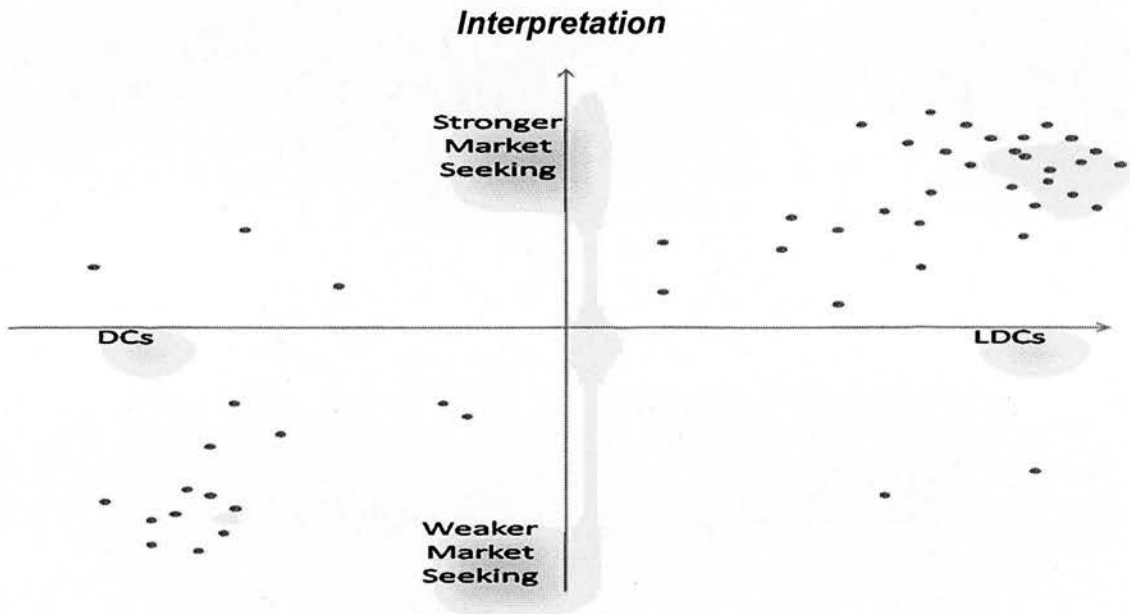 Interpretation
Stronger
Market
Seeking
DCs
LDCs
Weaker
Market
Seeking